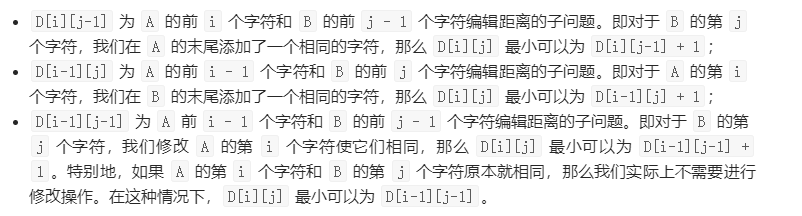 • D[i][j-1] 为 A 的前 i 个字符和 B 的前 j - 1 个字符编辑距离的子问题。即对于 B 的第 j
个字符，我们在 A 的末尾添加了一个相同的字符，那么 D[i][j] 最小可以为 D[i][j-1] + 1；
• D[i-1][j] 为 A 的前 i - 1 个字符和 B 的前 j 个字符编辑距离的子问题。即对于 A 的第 i
个字符，我们在 B 的末尾添加了一个相同的字符，那么 D[i][j] 最小可以为 D[i-1][j] + 1；
• D[i-1][j-1] 为 A 前 i - 1 个字符和 B 的前 j - 1 个字符编辑距离的子问题。即对于 B 的第
j 个字符，我们修改 A 的第 i 个字符使它们相同，那么 D[i][j] 最小可以为 D[i-1][j-1] +
1 。特别地，如果 A 的第 i 个字符和 B 的第 j 个字符原本就相同，那么我们实际上不需要进行
修改操作。在这种情况下， D[i][j] 最小可以为 D[i-1][j-1] 。